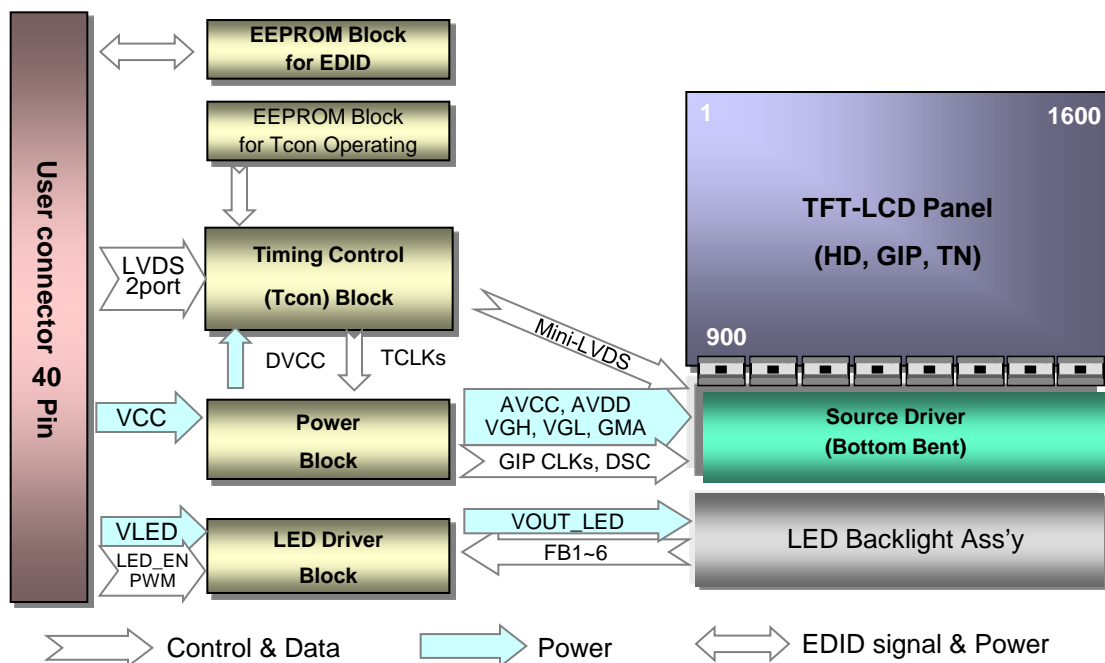 User connector 40 Pin
EEPROM Block
for EDID
EEPROM Block
for Tcon Operating
LVDS
2port
Timing Control
(Tcon) Block
DVCC
TCLKs
Mini-LVDS
VCC
Power
Block
AVCC, AVDD
VGH, VGL, GMA
GIP CLKs, DSC
1
1600
TFT-LCD Panel
(HD, GIP, TN)
900
Source Driver
(Bottom Bent)
VLED
LED_EN
PWM
LED Driver
Block
VOUT_LED
FB1~6
LED Backlight Ass'y
Control & Data
Power
EDID signal & Power